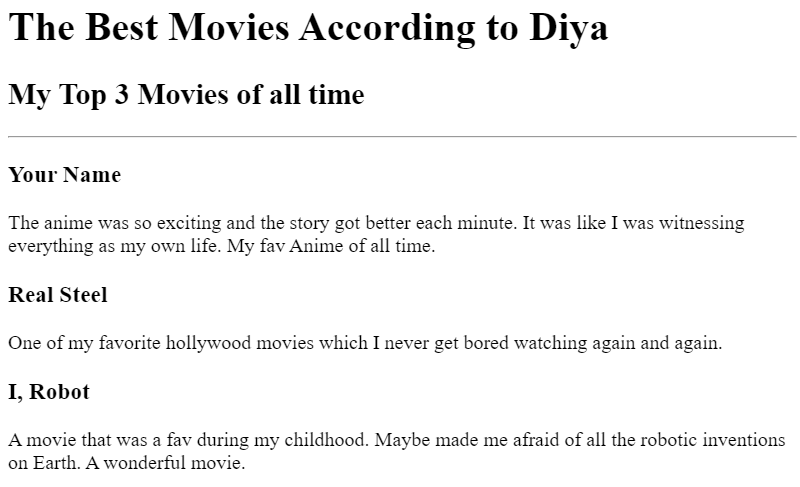 The Best Movies According to Diya
My Top 3 Movies of all time
Your Name
The anime was so exciting and the story got better each minute. It was like I was witnessing
everything as my own life. My fav Anime of all time.
Real Steel
One of my favorite hollywood movies which I never get bored watching again and again.
I, Robot
A movie that was a fav during my childhood. Maybe made me afraid of all the robotic inventions
on Earth. A wonderful movie.